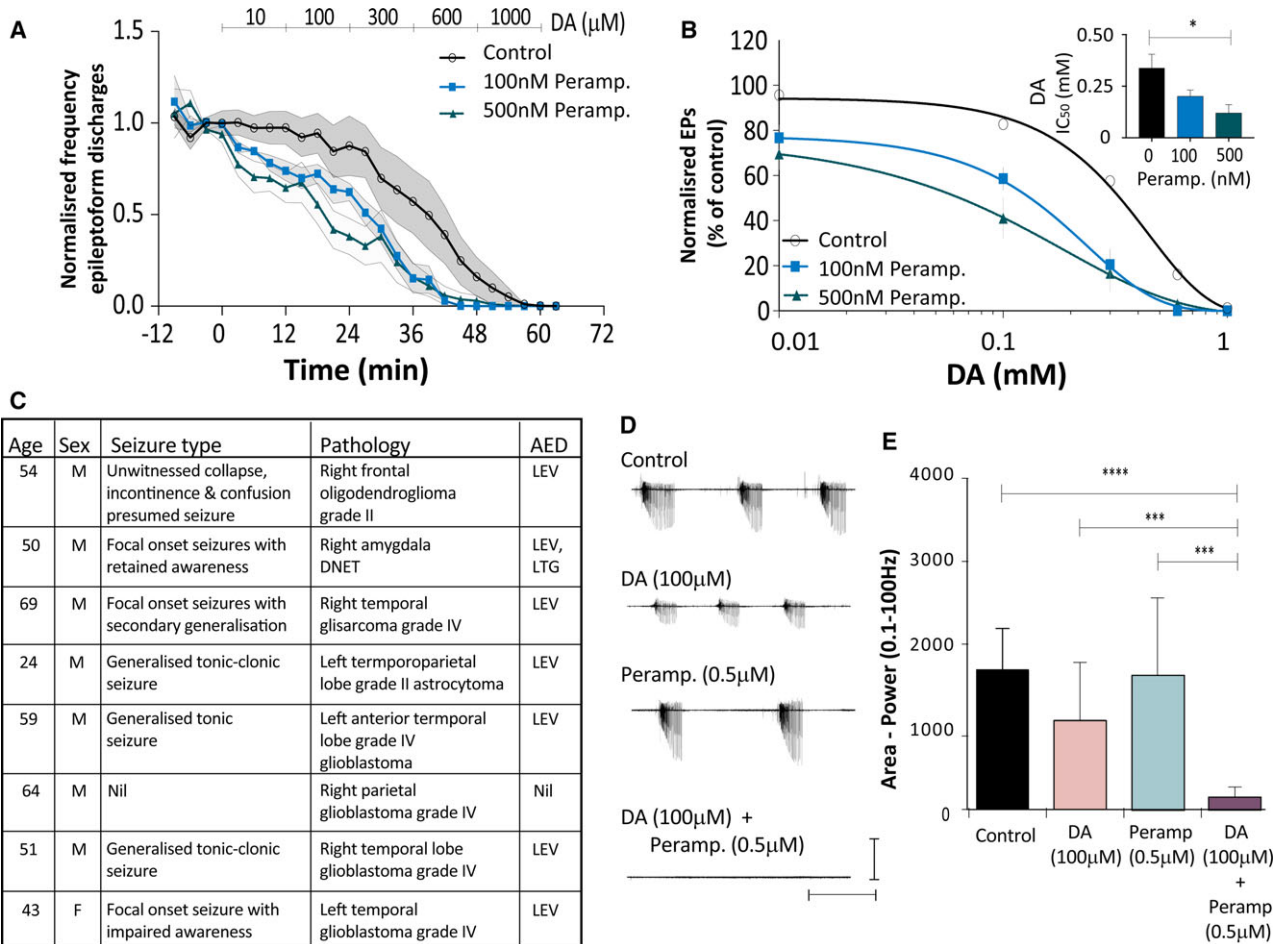 A
10 100 300 600 1000 DA (µM)
Normalisred frequency
epileptoform discharges
1.5
1.0
0.5
0.0
Control
100nM Peramp.
500nM Peramp.
-12 0 12 24 36 48 60 72
Time (min)
B
Normalisred EPs
(% of control)
120
100
80
60
40
20
0
Control
100nM Peramp.
500nM Peramp.
0.01 0.1 1
DA (mM)
DA
IC50 (mM)
0.50
0.25
0
*
0 100 500
Peramp. (nM)
C
Age Sex Seizure type Pathology AED
54 M Unwitnessed collapse, Right frontal LEV
incontinence & confusion oligodendroglioma
presumed seizure grade II
50 M Focal onset seizures with Right amygdala LEV,
retained awareness DNET LTG
69 M Focal onset seizures with Right temporal LEV
secondary generalisation glisarcoma grade IV
24 M Generalised tonic-clonic Left termporoparietal LEV
seizure lobe grade II astrocytoma
59 M Generalised tonic Left anterior termporal LEV
seizure lobe grade IV
glioblastoma
64 M Nil Right parietal Nil
glioblastoma grade IV
51 M Generalised tonic-clonic Right temporal lobe LEV
seizure glioblastoma grade IV
43 F Focal onset seizure with Left temporal LEV
impaired awareness glioblastoma grade IV
D
Control
DA (100µM)
Peramp. (0.5µM)
DA (100µM) +
Peramp. (0.5µM)
E
Area - Power (0.1-100Hz)
4000
3000
2000
1000
0
****
***
***
Control DA Peramp DA
(100µM) (0.5µM) (100µM)
+
Peramp
(0.5µM)